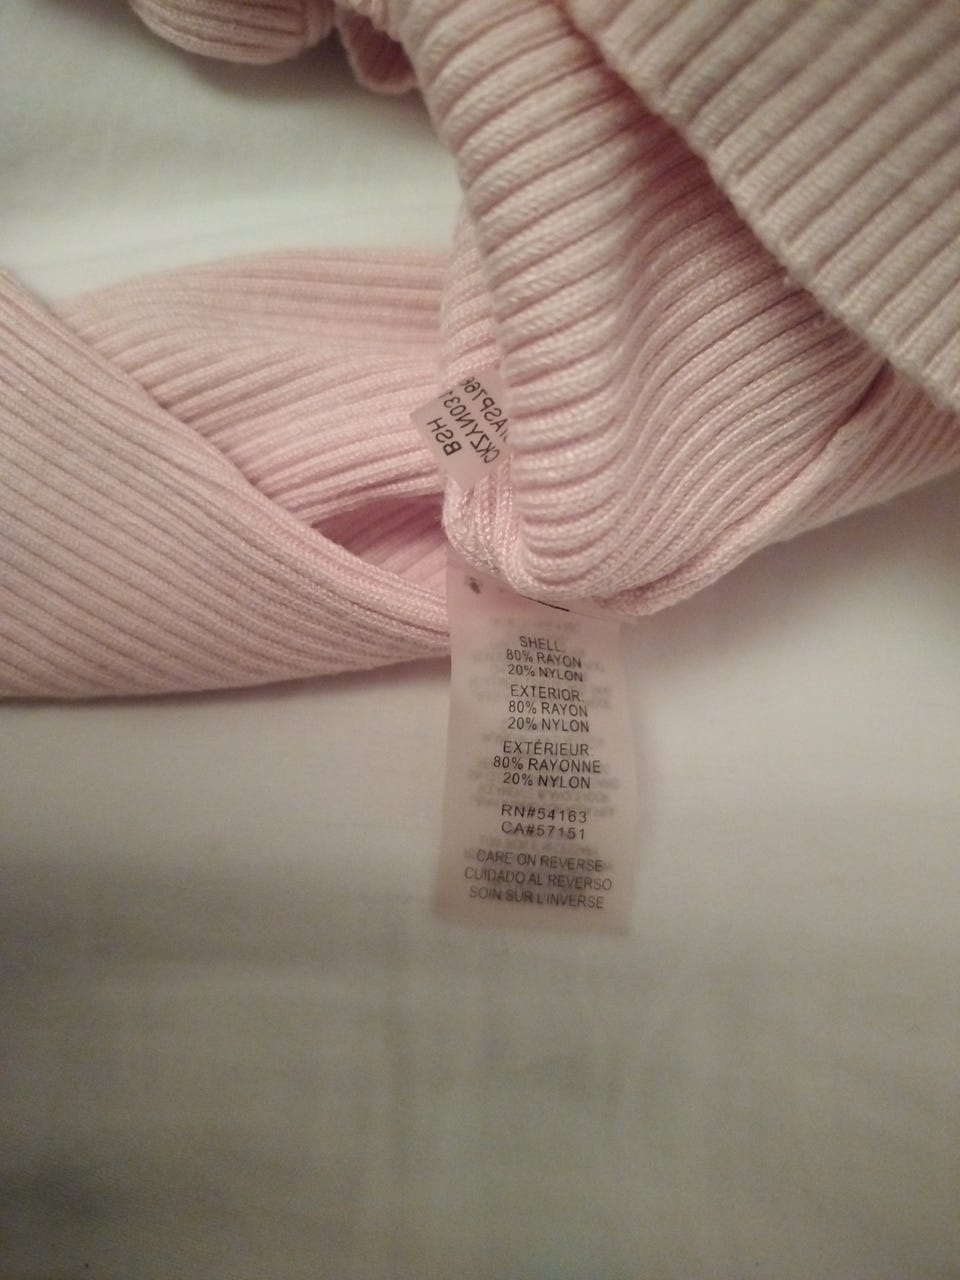 BSH
SHELL:
80% RAYON
20% NYLON
EXTERIOR:
80% RAYON
20% NYLON
EXTÉRIEUR:
80% RAYONNE
20% NYLON
RN#54163
CA#57151
CARE ON REVERSE
CUIDADO AL REVERSO
SOIN SUR L'INVERSE